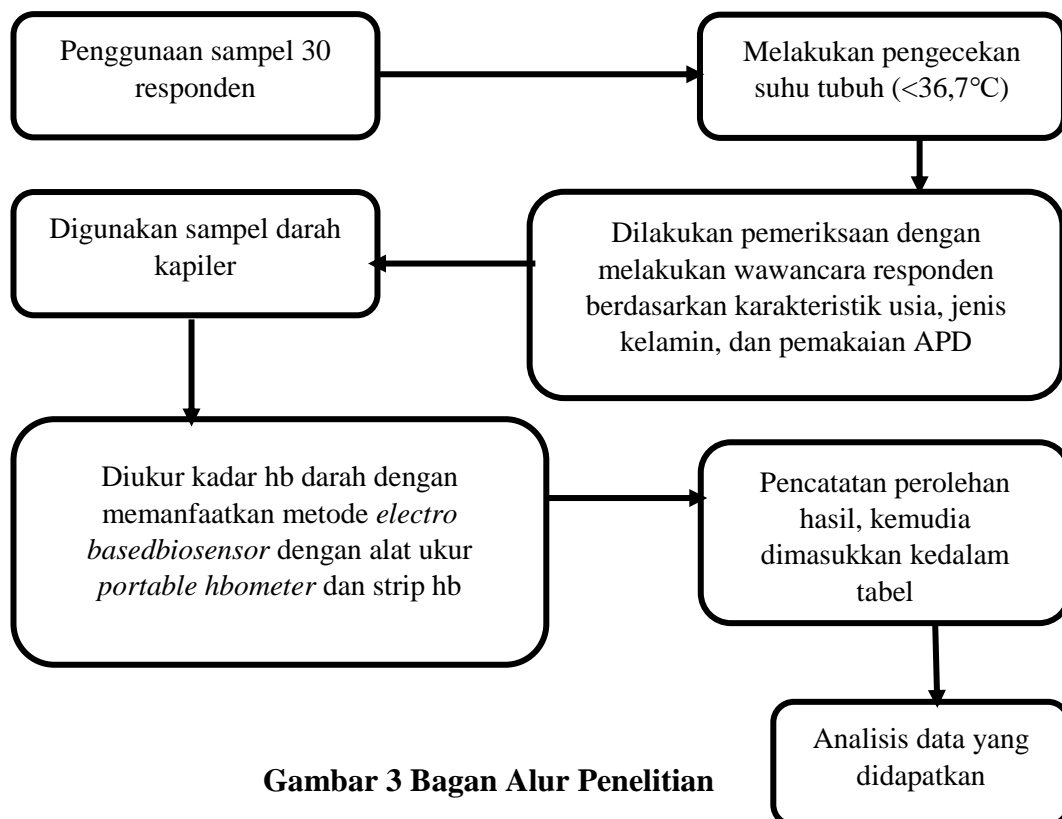 Penggunaan sampel 30
responden
Melakukan pengecekan
suhu tubuh (<36,7°C)
Dilakukan pemeriksaan dengan
melakukan wawancara responden
berdasarkan karakteristik usia, jenis
kelamin, dan pemakaian APD
Digunakan sampel darah
kapiler
Diukur kadar hb darah dengan
memanfaatkan metode electro
basedbiosensor dengan alat ukur
portable hbometer dan strip hb
Pencatatan perolehan
hasil, kemudia
dimasukkan kedalam
tabel
Analisis data yang
didapatkan
Gambar 3 Bagan Alur Penelitian